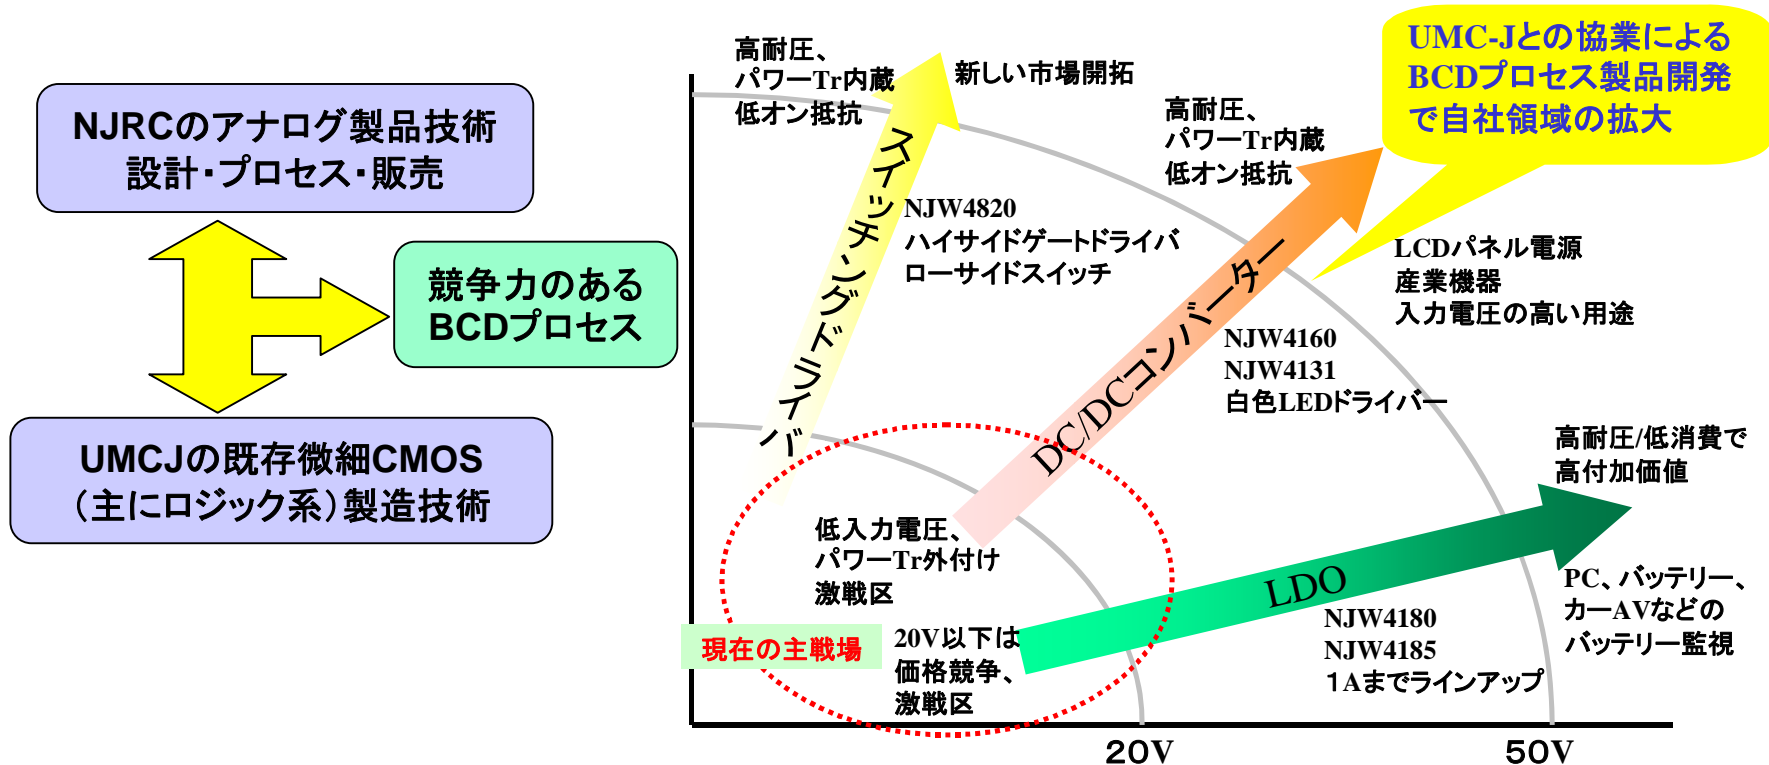 NJRCのアナログ製品技術
設計・プロセス・販売
競争力のある
BCDプロセス
UMCJの既存微細CMOS
（主にロジック系）製造技術
高耐圧、
パワーTr内蔵
低オン抵抗
新しい市場開拓
スイッチングドライバ
NJW4820
ハイサイドゲートドライバ
ローサイドスイッチ
高耐圧、
パワーTr内蔵
低オン抵抗
UMC-Jとの協業による
BCDプロセス製品開発
で自社領域の拡大
DC/DCコンバーター
LCDパネル電源
産業機器
入力電圧の高い用途
NJW4160
NJW4131
白色LEDドライバー
高耐圧/低消費で
高付加価値
低入力電圧、
パワーTr外付け
激戦区
LDO
PC、バッテリー、
カーAVなどの
バッテリー監視
NJW4180
NJW4185
１Aまでラインアップ
現在の主戦場
20V以下は
価格競争、
激戦区
20V
50V